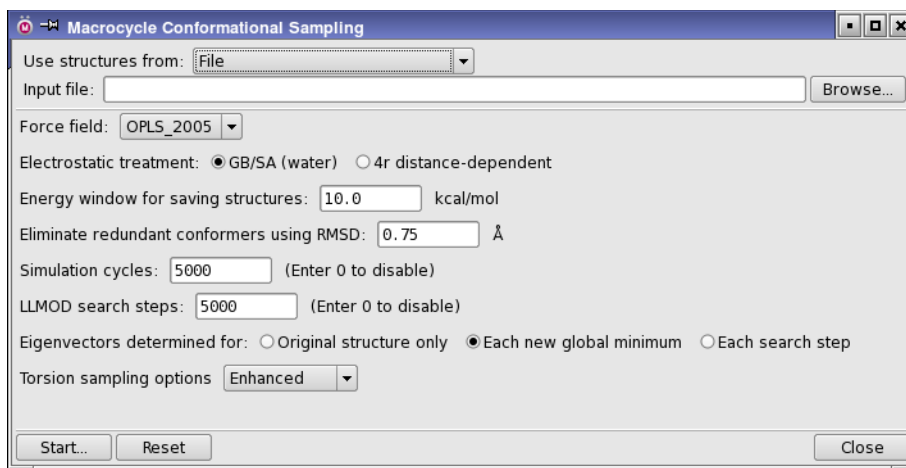 Macrocycle Conformational Sampling
Use structures from: File
Input file: Browse...
Force field: OPLS_2005
Electrostatic treatment: GB/SA (water) 4r distance-dependent
Energy window for saving structures: 10.0 kcal/mol
Eliminate redundant conformers using RMSD: 0.75 Å
Simulation cycles: 5000 (Enter 0 to disable)
LLMOD search steps: 5000 (Enter 0 to disable)
Eigenvectors determined for: Original structure only Each new global minimum Each search step
Torsion sampling options Enhanced
Start... Reset Close